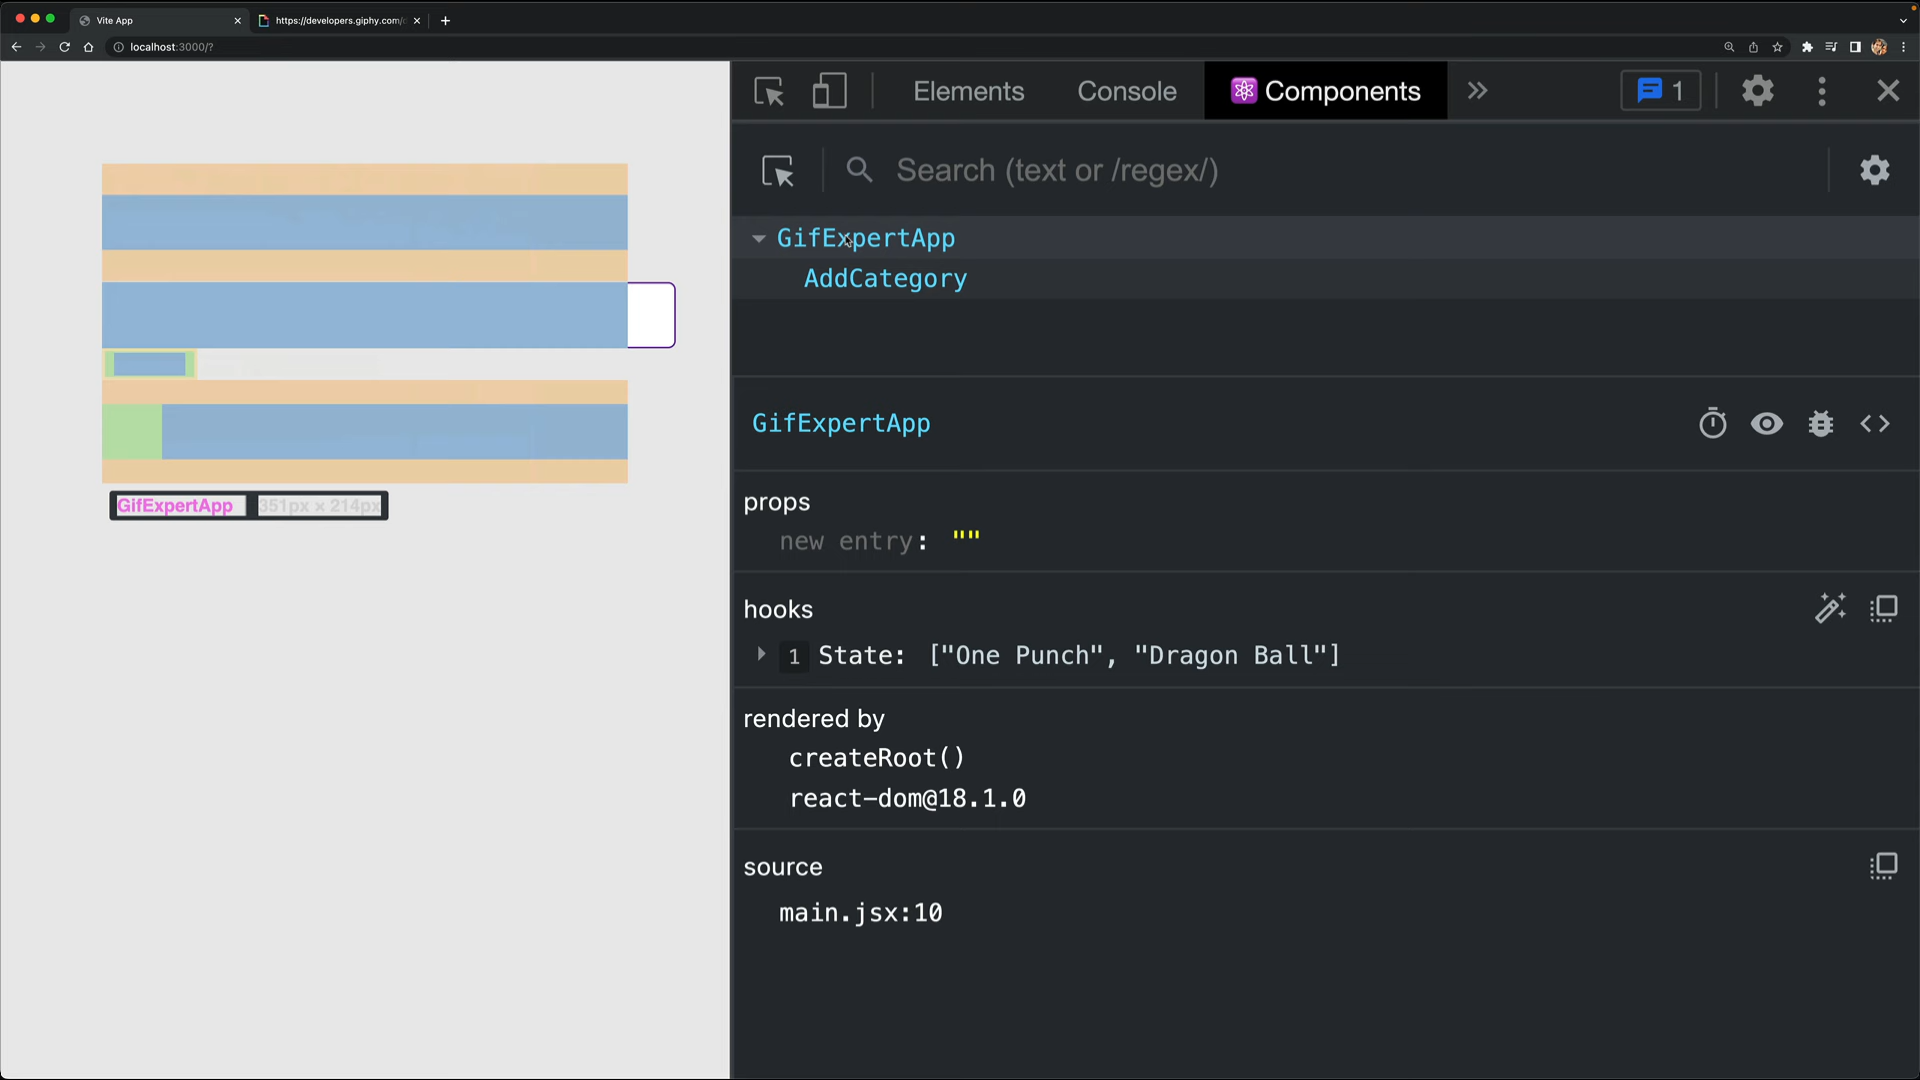 Vite App
https://developers.giphy.com/
localhost:3000/?
Elements
Console
Components
1
Search (text or /regex/)
GifExpertApp
AddCategory
GifExpertApp
props
new entry: ""
hooks
1 State: ["One Punch", "Dragon Ball"]
rendered by
createRoot()
react-dom@18.1.0
source
main.jsx:10
GifExpertApp 351px × 214px